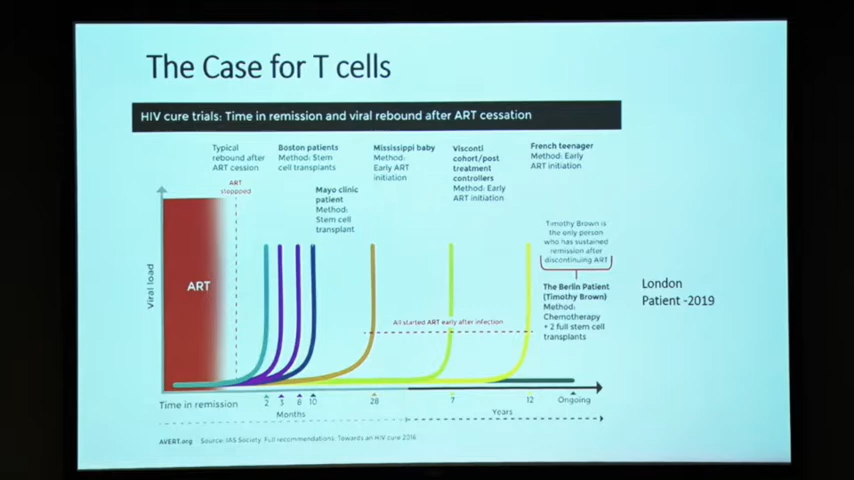 The Case for T cells
HIV cure trials: Time in remission and viral rebound after ART cessation
Typical
rebound after
ART cession
Boston patients
Method: Stem
cell transplants
Mississippi baby
Method:
Early ART
initiation
Visconti
cohort/post
treatment
controllers
Method: Early
ART initiation
French teenager
Method: Early
ART initiation
ART
stopped
Mayo clinic
patient
Method:
Stem cell
transplant
Timothy Brown is
the only person
who has sustained
remission after
discontinuing ART
The Berlin Patient
(Timothy Brown)
Method:
Chemotherapy
+ 2 full stem cell
transplants
London
Patient -2019
Viral load
ART
All started ART early after infection
Time in remission
2 3 8 10 28 7 12 Ongoing
Months
Years
AVERT.org Source: IAS Society Full recommendations: Towards an HIV cure 2016